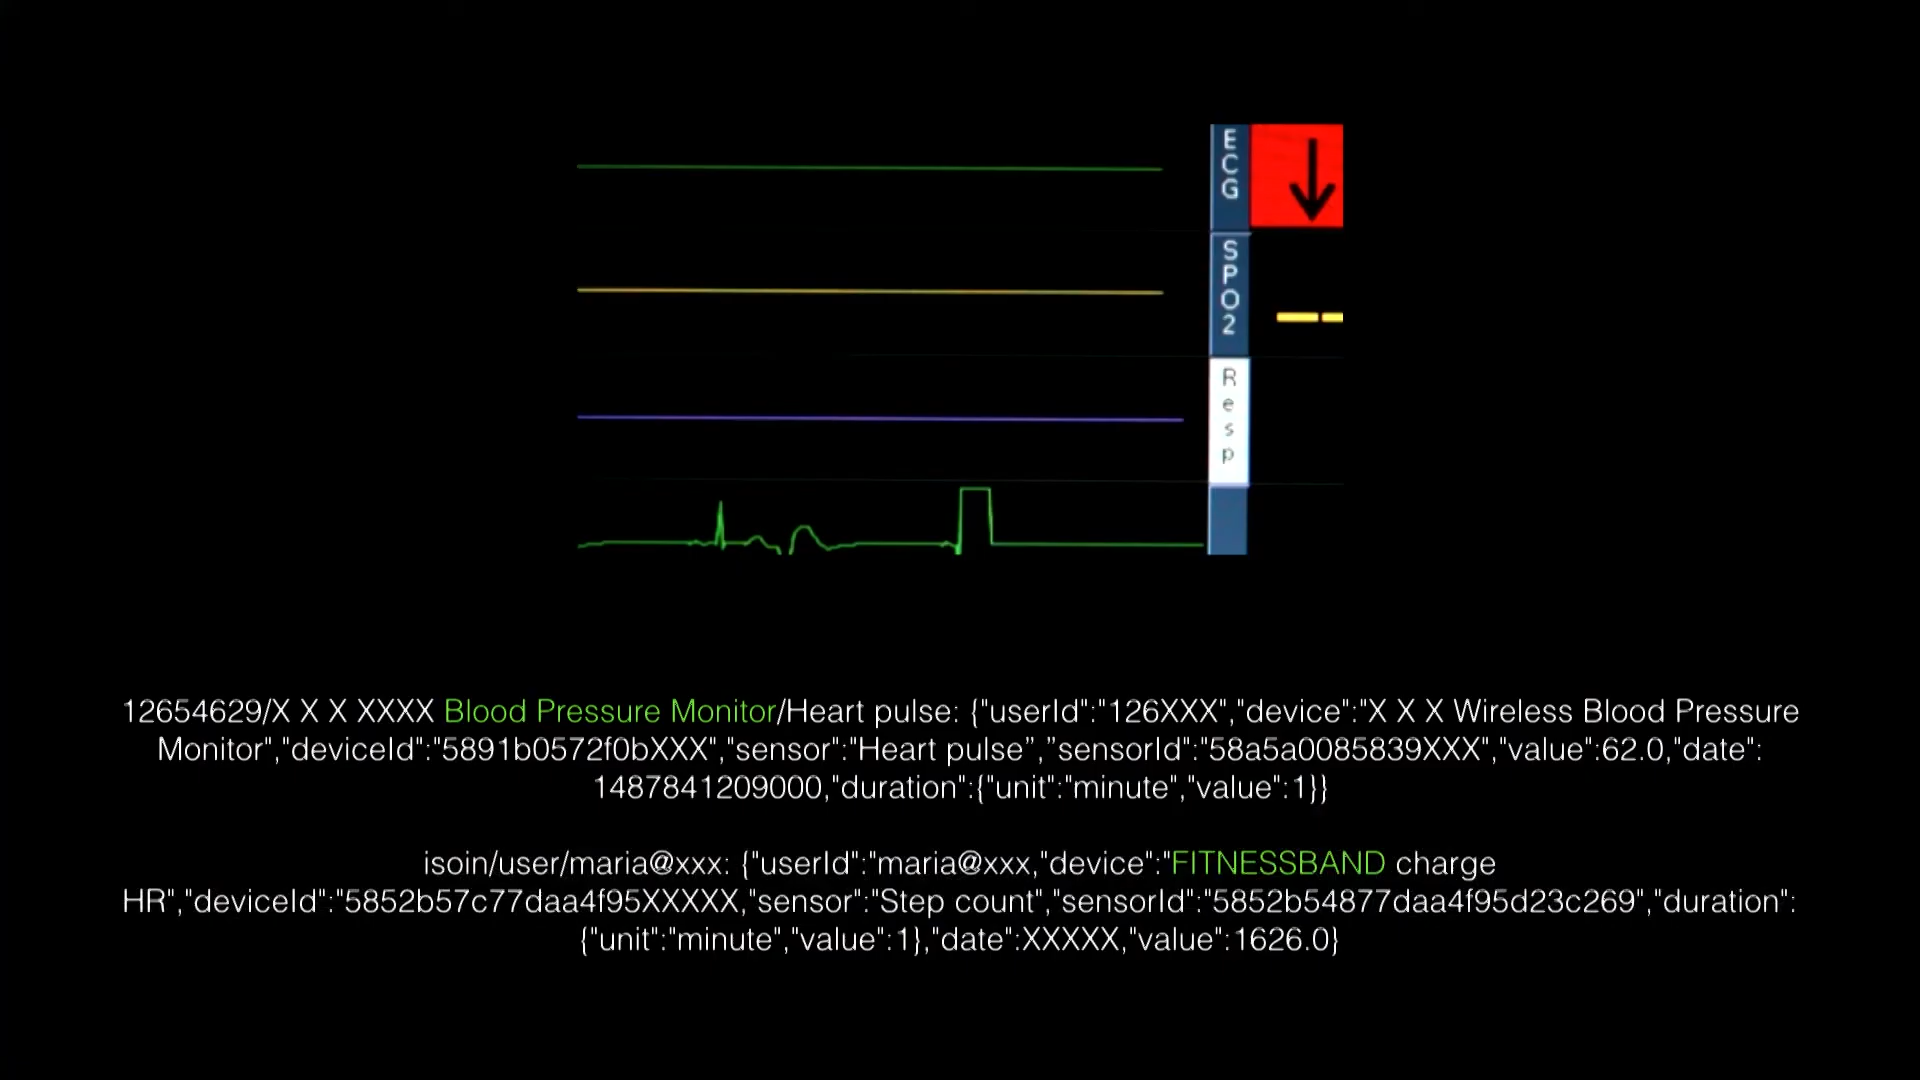 ECG
SPO2
Resp
12654629/X X X XXXX Blood Pressure Monitor/Heart pulse: {"userId":"126XXX","device":"X X X Wireless Blood Pressure
Monitor","deviceId":"5891b0572f0bXXX","sensor":"Heart pulse”,”sensorId":"58a5a0085839XXX","value":62.0,"date":
1487841209000,"duration":{"unit":"minute","value":1}}
isoin/user/maria@xxx: {"userId":"maria@xxx,"device":"FITNESSBAND charge
HR","deviceId":"5852b57c77daa4f95XXXXX,"sensor":"Step count","sensorId":"5852b54877daa4f95d23c269","duration":
{"unit":"minute","value":1},"date":XXXXX,"value":1626.0}